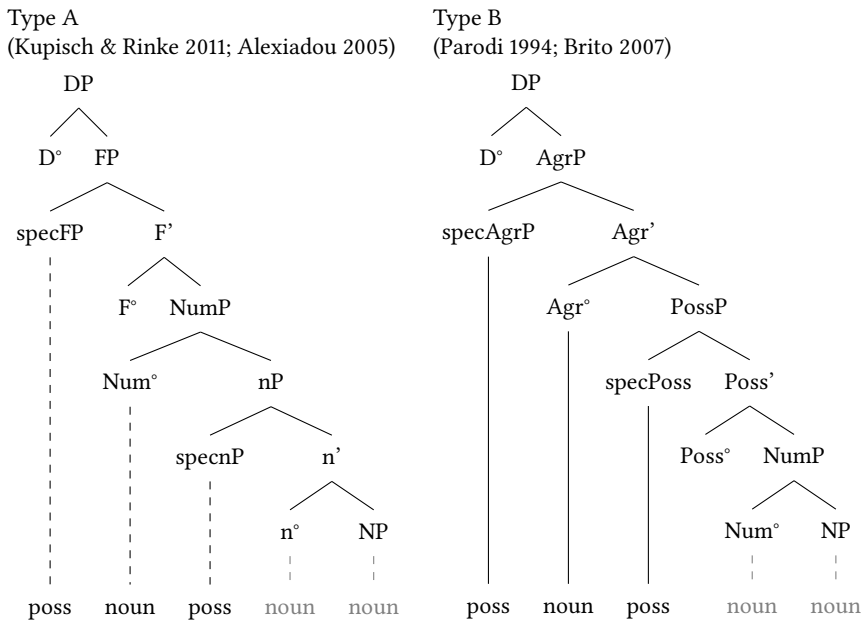 Type A
(Kupisch & Rinke 2011; Alexiadou 2005)
DP
D° FP
specFP F’
F° NumP
Num° nP
specnP n’
n° NP
poss noun poss noun noun
Type B
(Parodi 1994; Brito 2007)
DP
D° AgrP
specAgrP Agr’
Agr° PossP
specPoss Poss’
Poss° NumP
Num° NP
poss noun poss noun noun